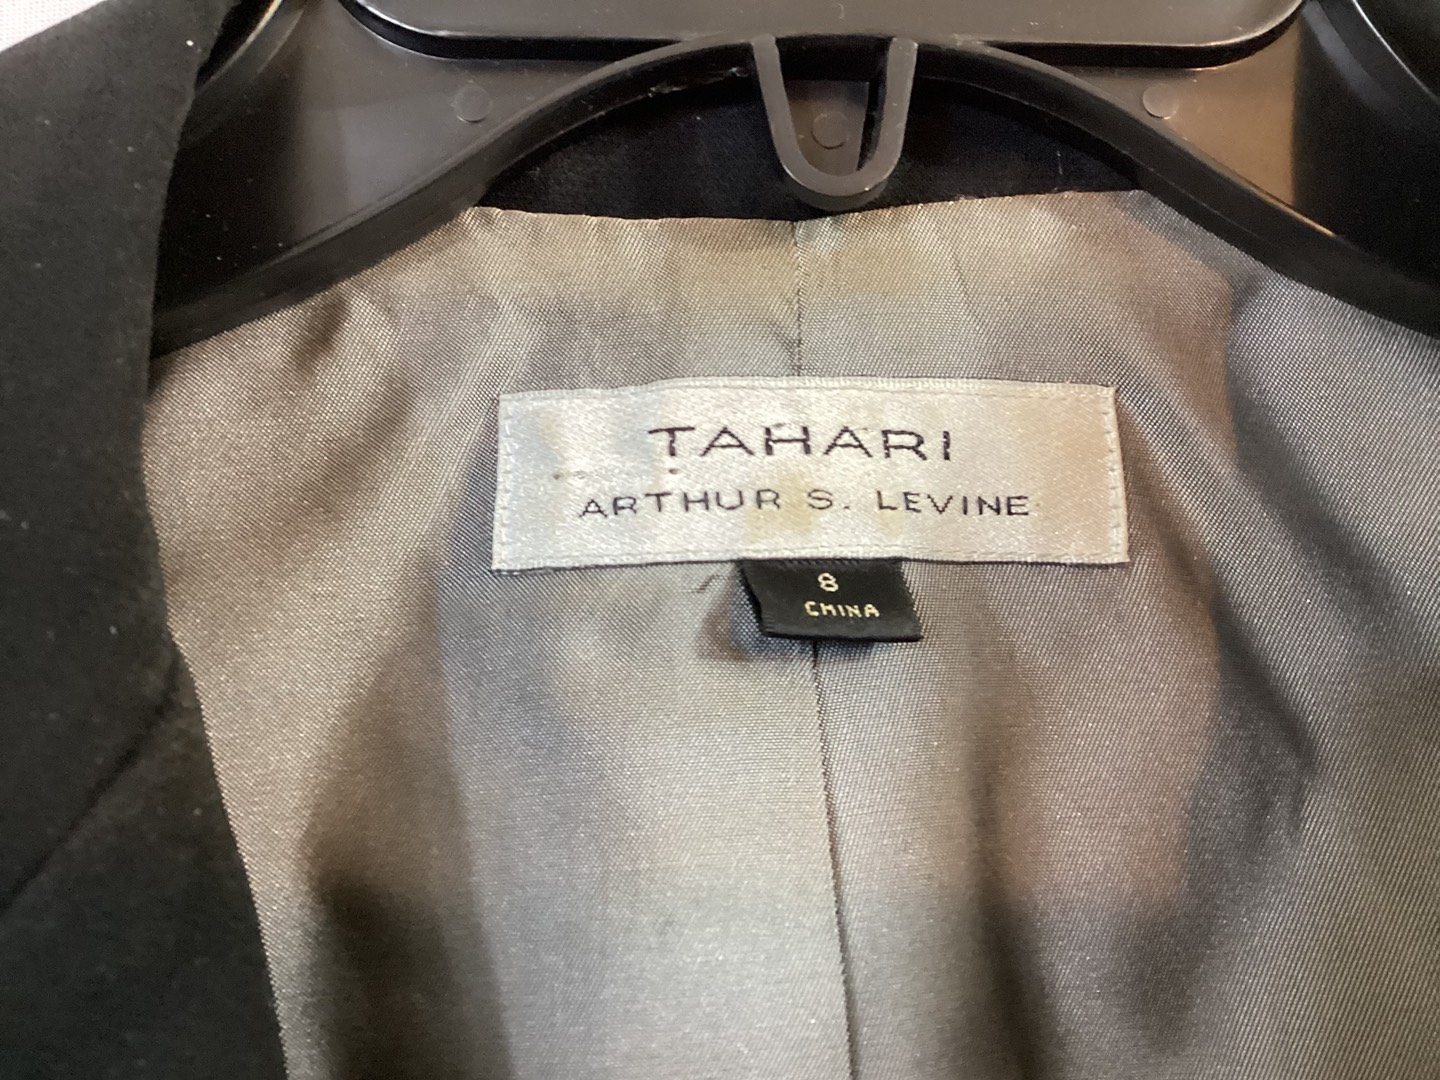 TAHARI
ARTHUR S. LEVINE
8
CHINA